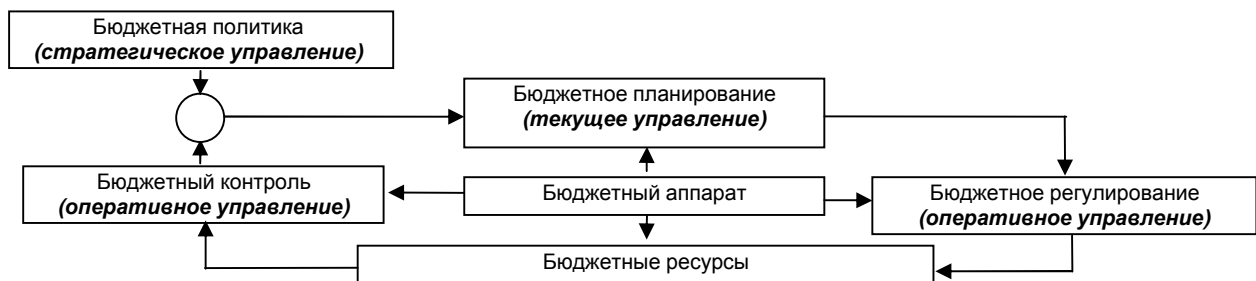 Бюджетная политика
(стратегическое управление)
Бюджетное планирование
(текущее управление)
Бюджетный контроль
(оперативное управление)
Бюджетный аппарат
Бюджетное регулирование
(оперативное управление)
Бюджетные ресурсы